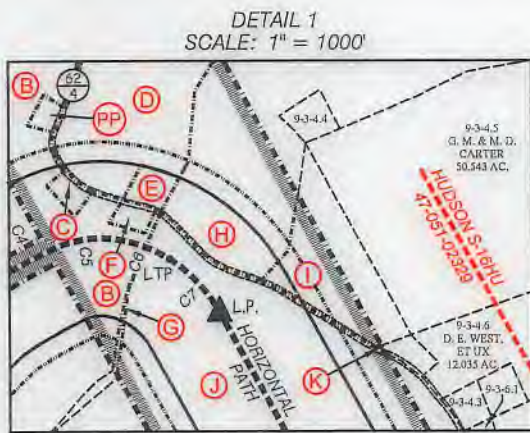 DETAIL 1
SCALE: 1" = 1000'
62
4
B
PP
D
9-3-4.4
9-3-4.5
G. M. & M. D.
CARTER
50.543 AC.
HUDSON S-16HU
47-051-02329
E
C
H
C4
C5
F
C6
LTP
I
B
C7
L.P.
G
HORIZONTAL
PATH
J
K
9-3-4.6
D. E. WEST,
ET UX
12.035 AC.
9-3-4.3
9-3-6.1